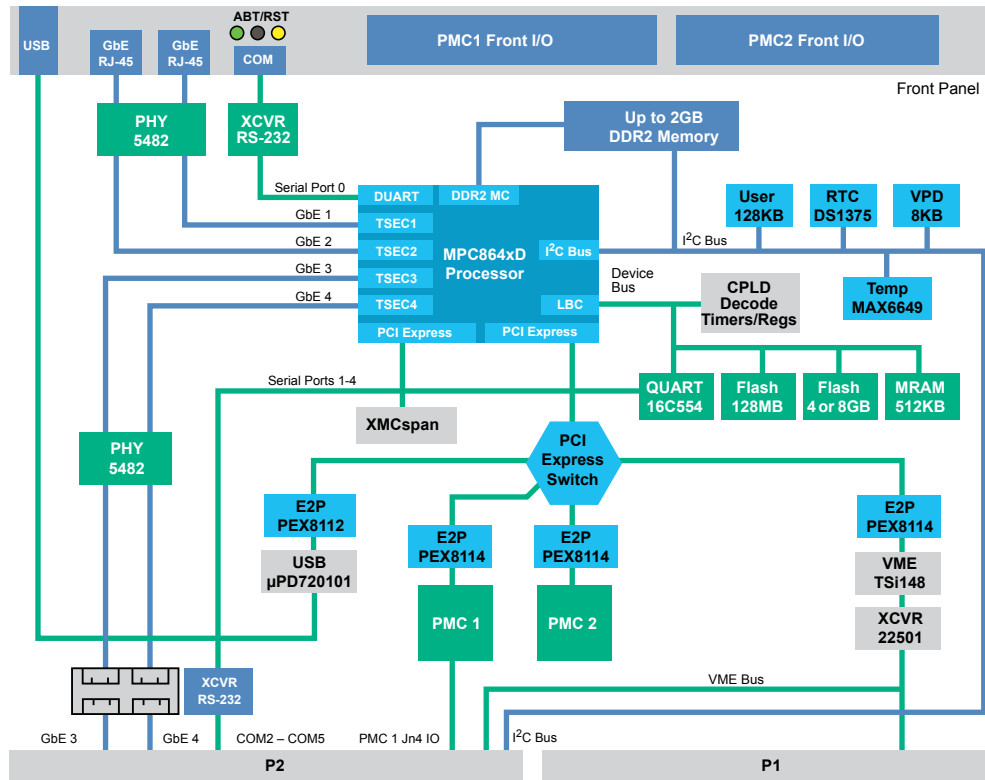 ABT/RST
USB
GbE
RJ-45
GbE
RJ-45
COM
PMC1 Front I/O
PMC2 Front I/O
Front Panel
PHY
5482
XCVR
RS-232
Up to 2GB
DDR2 Memory
Serial Port 0
DUART
DDR2 MC
User
128KB
RTC
DS1375
VPD
8KB
GbE 1
TSEC1
GbE 2
TSEC2
MPC864xD
Processor
I2C Bus
I2C Bus
GbE 3
TSEC3
Device
Bus
CPLD
Decode
Timers/Regs
Temp
MAX6649
GbE 4
TSEC4
LBC
PCI Express
PCI Express
Serial Ports 1-4
QUART
16C554
Flash
128MB
Flash
4 or 8GB
MRAM
512KB
XMCspan
PHY
5482
PCI
Express
Switch
E2P
PEX8112
E2P
PEX8114
E2P
PEX8114
E2P
PEX8114
USB
µPD720101
VME
TSi148
PMC 1
PMC 2
XCVR
22501
XCVR
RS-232
VME Bus
GbE 3
GbE 4
COM2 – COM5
PMC 1 Jn4 IO
I2C Bus
P2
P1